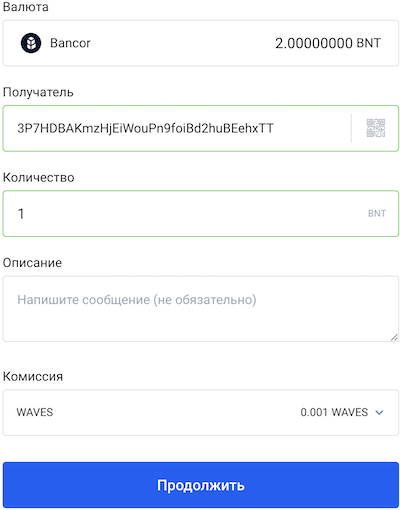 Валюта
Bancor 2.00000000 BNT
Получатель
3P7HDBAKmzHjEiWouPn9foiBd2huBEehxTT
Количество
1 BNT
Описание
Напишите сообщение (не обязательно)
Комиссия
WAVES 0.001 WAVES
Продолжить